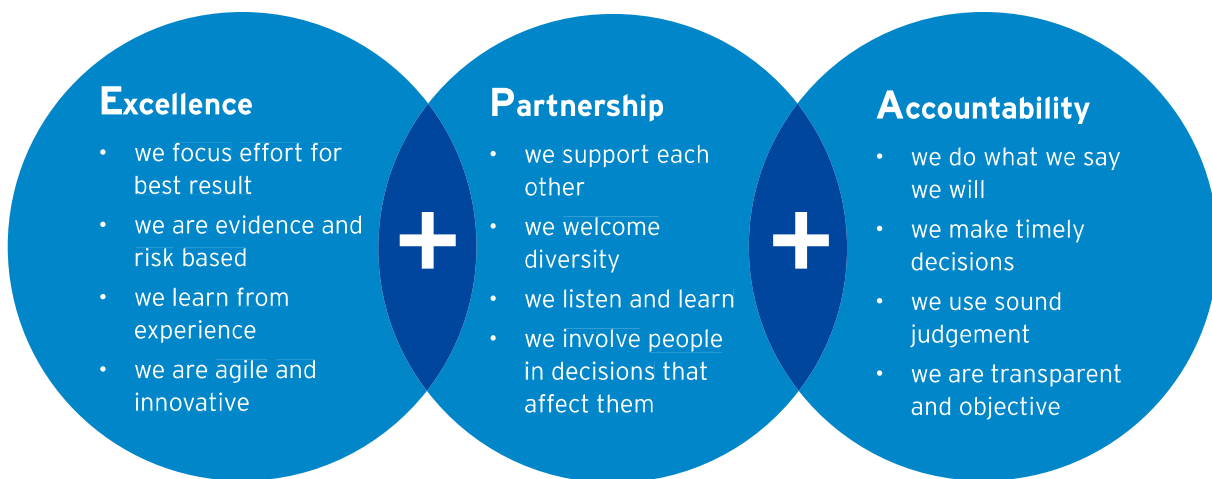 Excellence
• we focus effort for
best result
• we are evidence and
risk based
• we learn from
experience
• we are agile and
innovative
+
Partnership
• we support each
other
• we welcome
diversity
• we listen and learn
• we involve people
in decisions that
affect them
+
Accountability
• we do what we say
we will
• we make timely
decisions
• we use sound
judgement
• we are transparent
and objective